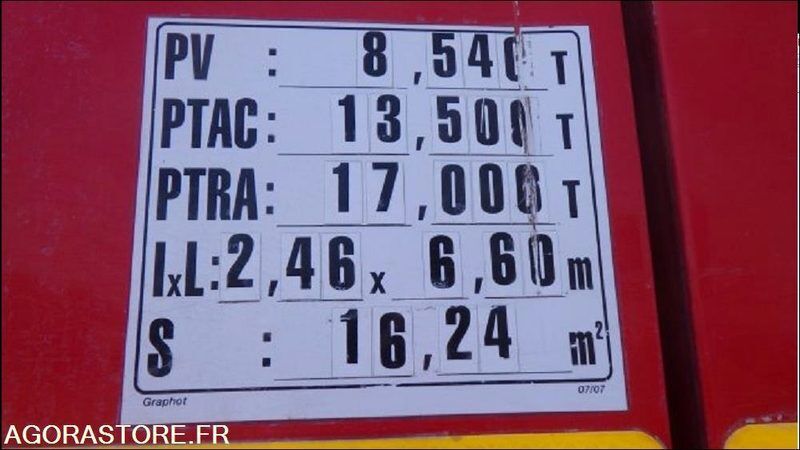 PV : 8,540 T
PTAC : 13,500 T
PTRA : 17,000 T
lxL : 2,46 x 6,60 m
S : 16,24 m²
Graphot 07/07
AGORASTORE.FR